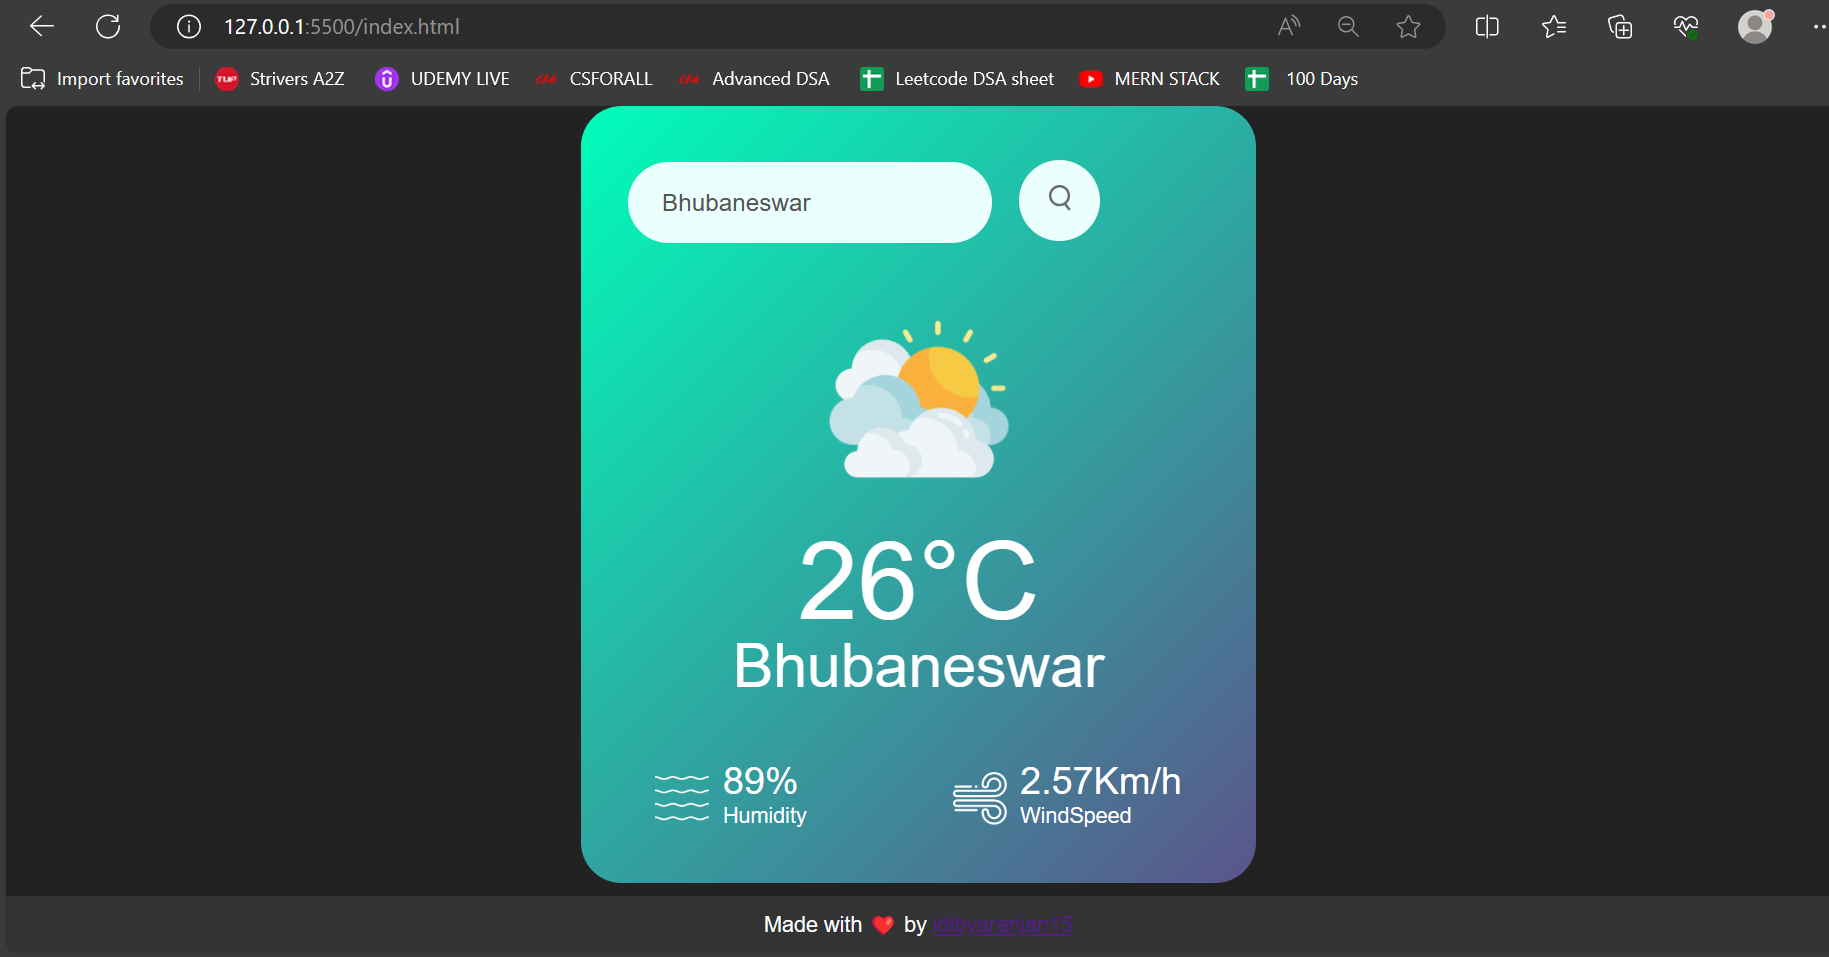 127.0.0.1:5500/index.html
Import favorites Strivers A2Z UDEMY LIVE CSFORALL Advanced DSA Leetcode DSA sheet MERN STACK 100 Days
Bhubaneswar
26°C
Bhubaneswar
89% 2.57Km/h
Humidity WindSpeed
Made with ❤️ by idibyaranjan15